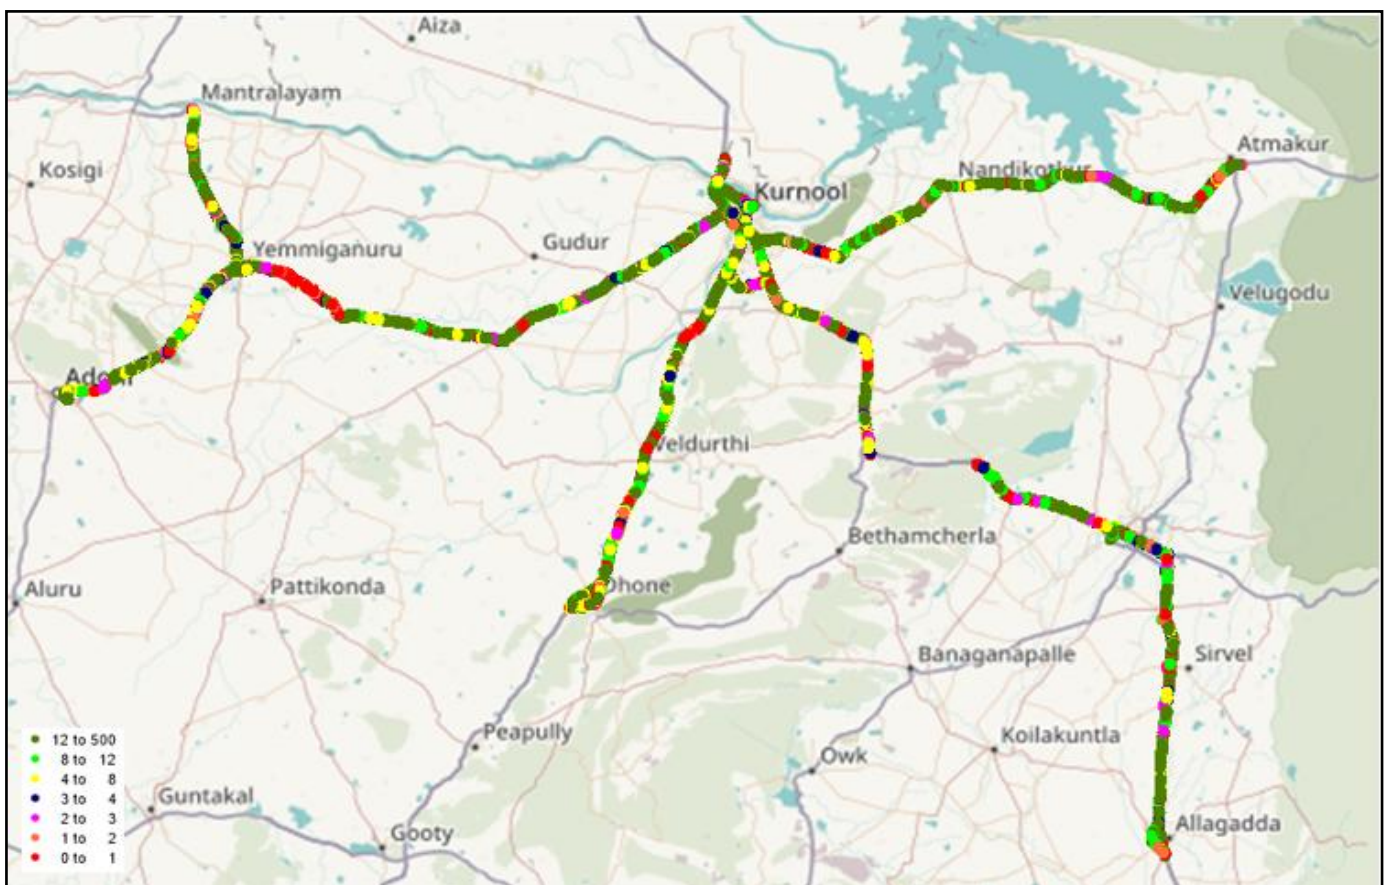 Aiza
Mantralayam
Atmakur
Kosigi
Nandikotkur
Kurnool
Gudur
Yemmiganuru
Velugodu
Adoni
Veldurthi
Bethamcherla
Dhone
Aluru
Pattikonda
Banaganapalle
Sirvel
Peapully
Koilakuntla
Owk
Guntakal
Allagadda
Gooty
12 to 500
8 to 12
4 to 8
3 to 4
2 to 3
1 to 2
0 to 1